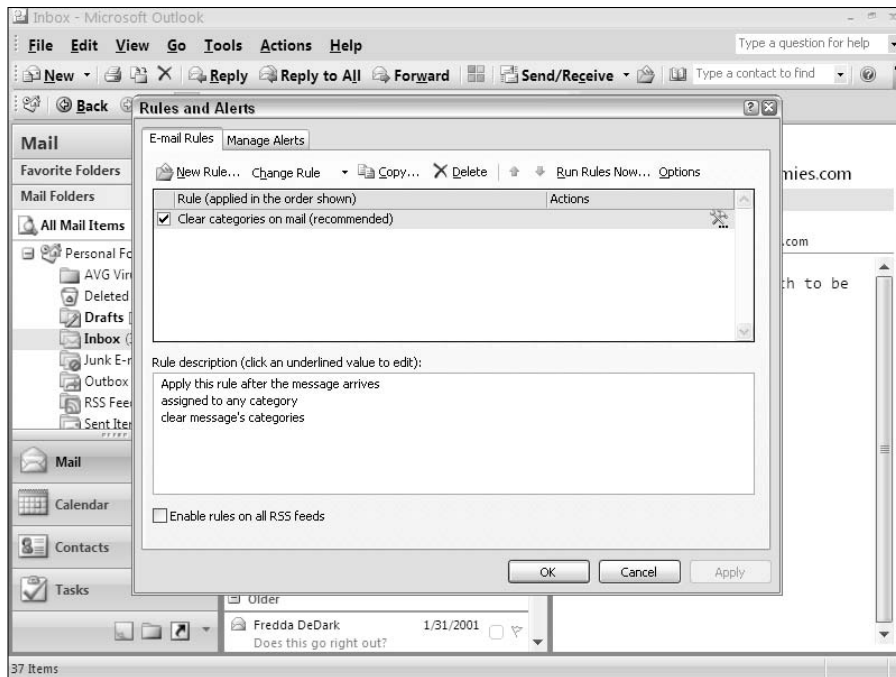 Inbox - Microsoft Outlook
File Edit View Go Tools Actions Help
Type a question for help
New Reply Reply to All Forward Send/Receive Type a contact to find
Back
Rules and Alerts
Mail
E-mail Rules Manage Alerts
Favorite Folders
New Rule... Change Rule Copy... Delete Run Rules Now... Options
mies.com
Mail Folders
Rule (applied in the order shown) Actions
All Mail Items
Clear categories on mail (recommended)
.com
Personal Fo
AVG Vir
th to be
Deleted
Drafts
Inbox
Junk E-r
Rule description (click an underlined value to edit):
Outbox
Apply this rule after the message arrives
RSS Fee
assigned to any category
Sent Iter
clear message's categories
Mail
Calendar
Enable rules on all RSS feeds
Contacts
OK Cancel Apply
Tasks
Older
Fredda DeDark 1/31/2001
Does this go right out?
37 Items